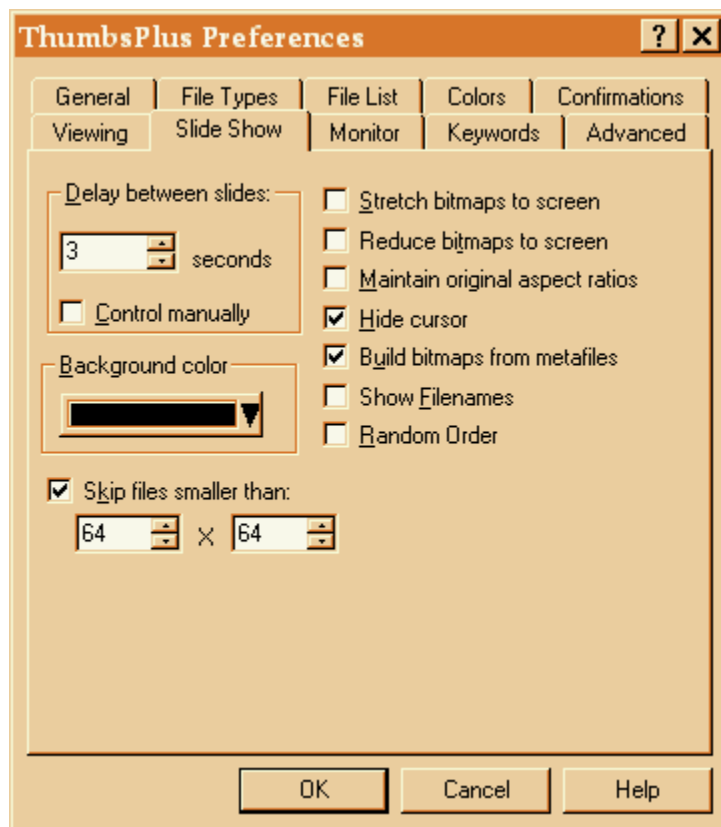 ThumbsPlus Preferences ?
General File Types File List Colors Confirmations
Viewing Slide Show Monitor Keywords Advanced
Delay between slides:
3 seconds
Control manually
Background color
Skip files smaller than:
64 X 64
Stretch bitmaps to screen
Reduce bitmaps to screen
Maintain original aspect ratios
Hide cursor
Build bitmaps from metafiles
Show Filenames
Random Order
OK Cancel Help